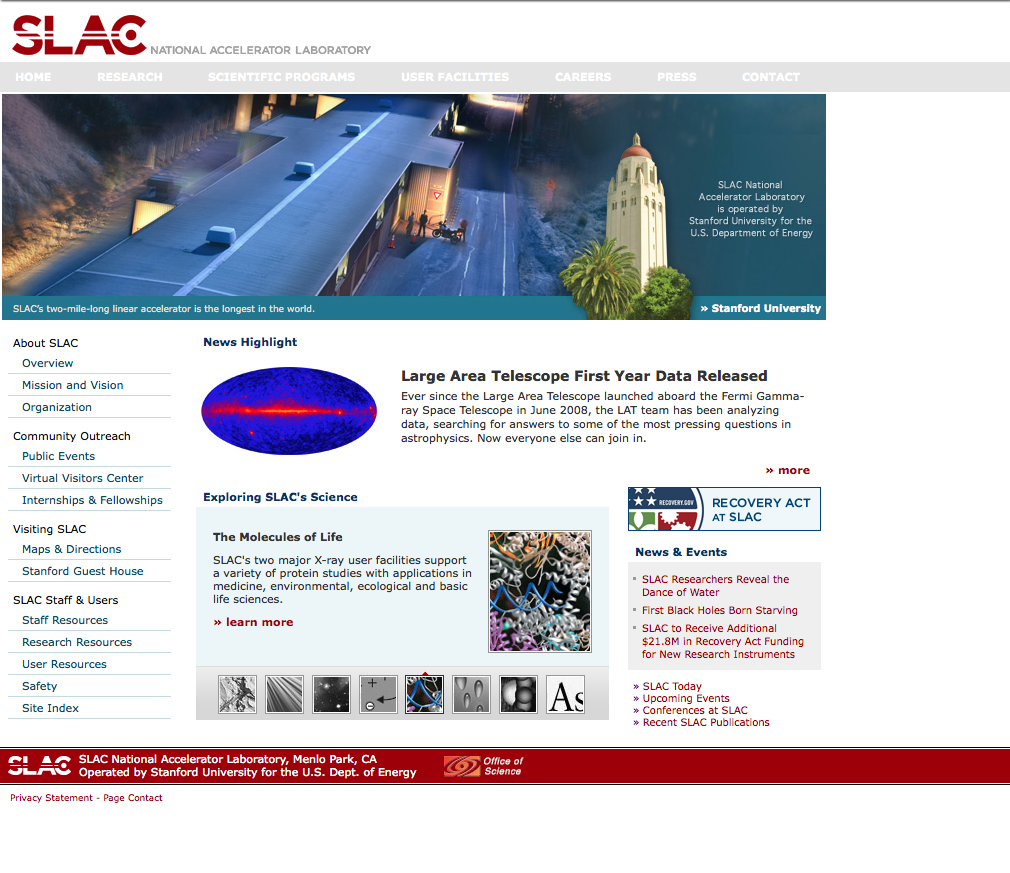 SLAC NATIONAL ACCELERATOR LABORATORY
HOME RESEARCH SCIENTIFIC PROGRAMS USER FACILITIES CAREERS PRESS CONTACT
SLAC National
Accelerator Laboratory
is operated by
Stanford University for the
U.S. Department of Energy
SLAC's two-mile-long linear accelerator is the longest in the world.
» Stanford University
About SLAC
Overview
Mission and Vision
Organization
Community Outreach
Public Events
Virtual Visitors Center
Internships & Fellowships
Visiting SLAC
Maps & Directions
Stanford Guest House
SLAC Staff & Users
Staff Resources
Research Resources
User Resources
Safety
Site Index
News Highlight
Large Area Telescope First Year Data Released
Ever since the Large Area Telescope launched aboard the Fermi Gamma-
ray Space Telescope in June 2008, the LAT team has been analyzing
data, searching for answers to some of the most pressing questions in
astrophysics. Now everyone else can join in.
» more
Exploring SLAC's Science
The Molecules of Life
SLAC's two major X-ray user facilities support
a variety of protein studies with applications in
medicine, environmental, ecological and basic
life sciences.
» learn more
As
RECOVERY.GOV
RECOVERY ACT
AT SLAC
News & Events
SLAC Researchers Reveal the
Dance of Water
First Black Holes Born Starving
SLAC to Receive Additional
$21.8M in Recovery Act Funding
for New Research Instruments
» SLAC Today
» Upcoming Events
» Conferences at SLAC
» Recent SLAC Publications
SLAC
SLAC National Accelerator Laboratory, Menlo Park, CA
Operated by Stanford University for the U.S. Dept. of Energy
Office of
Science
Privacy Statement - Page Contact